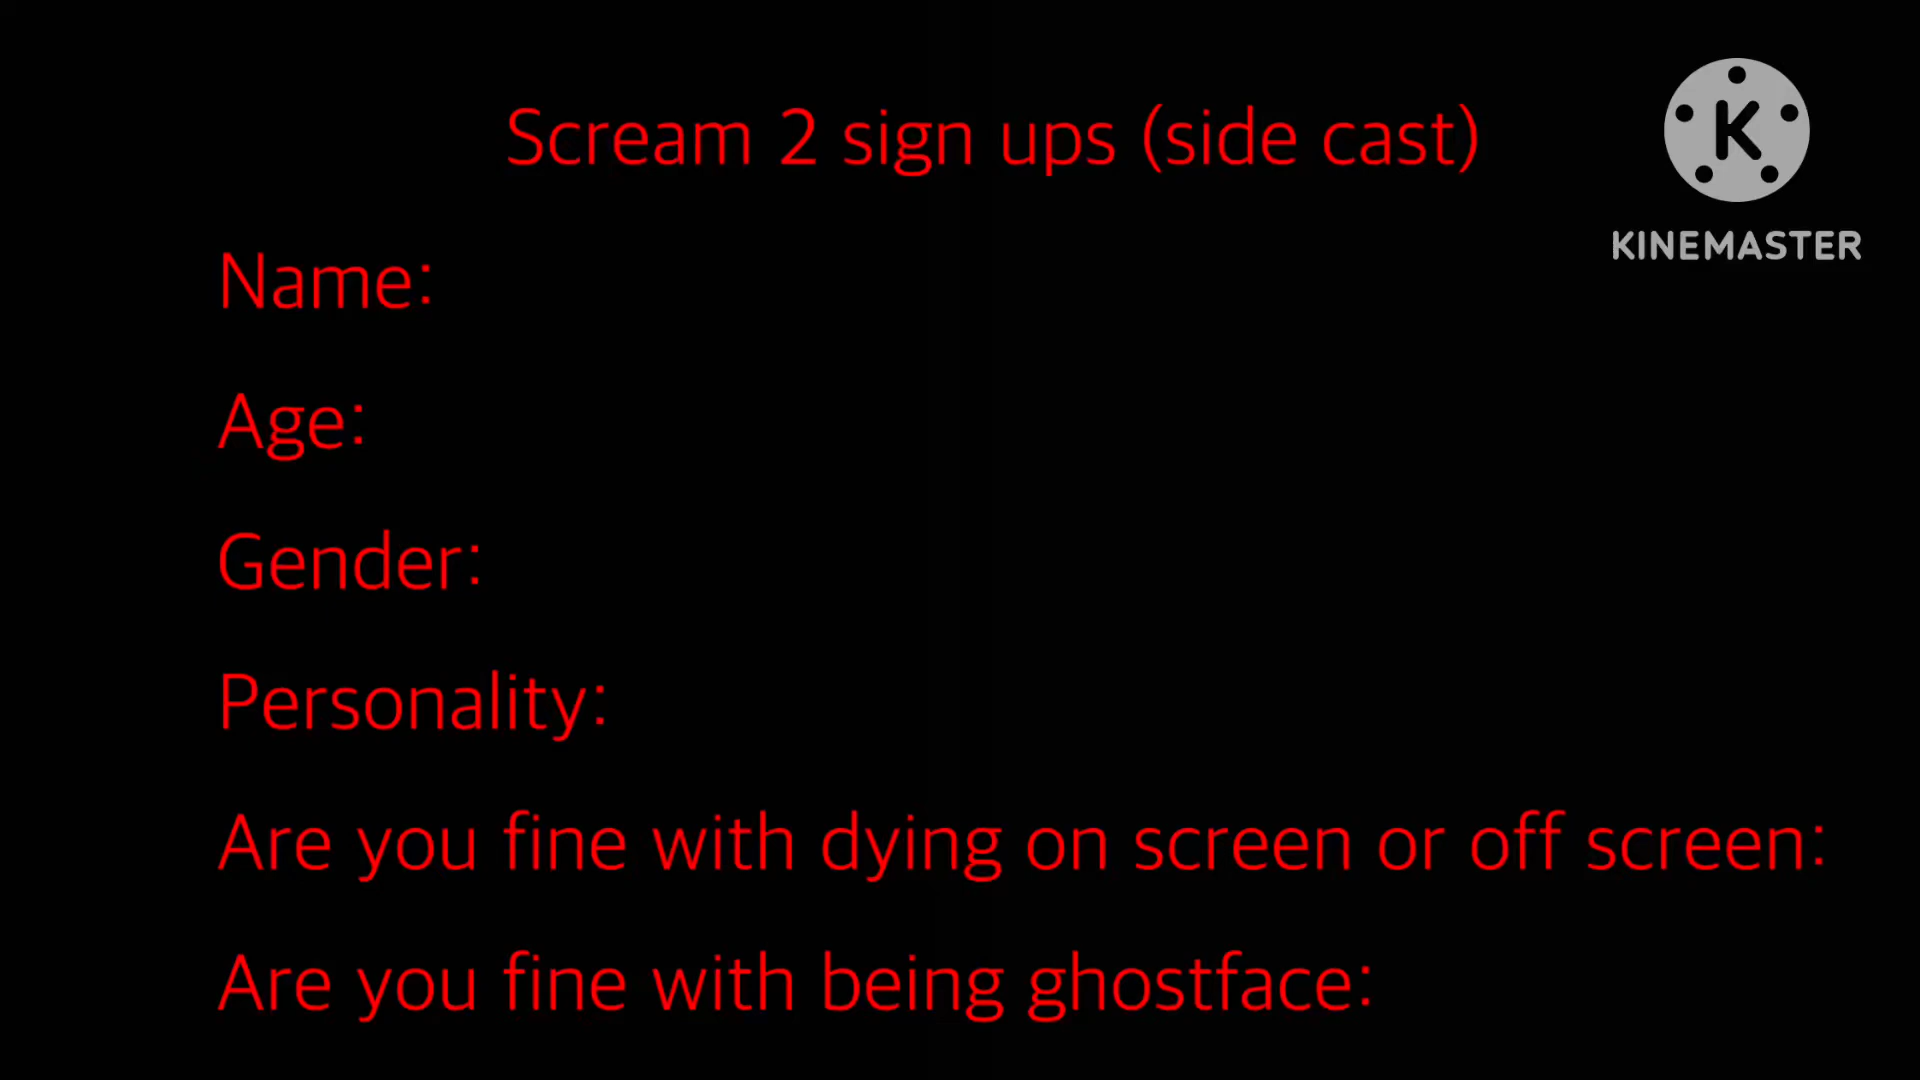 Scream 2 sign ups (side cast)
K
KINEMASTER
Name:
Age:
Gender:
Personality:
Are you fine with dying on screen or off screen:
Are you fine with being ghostface: